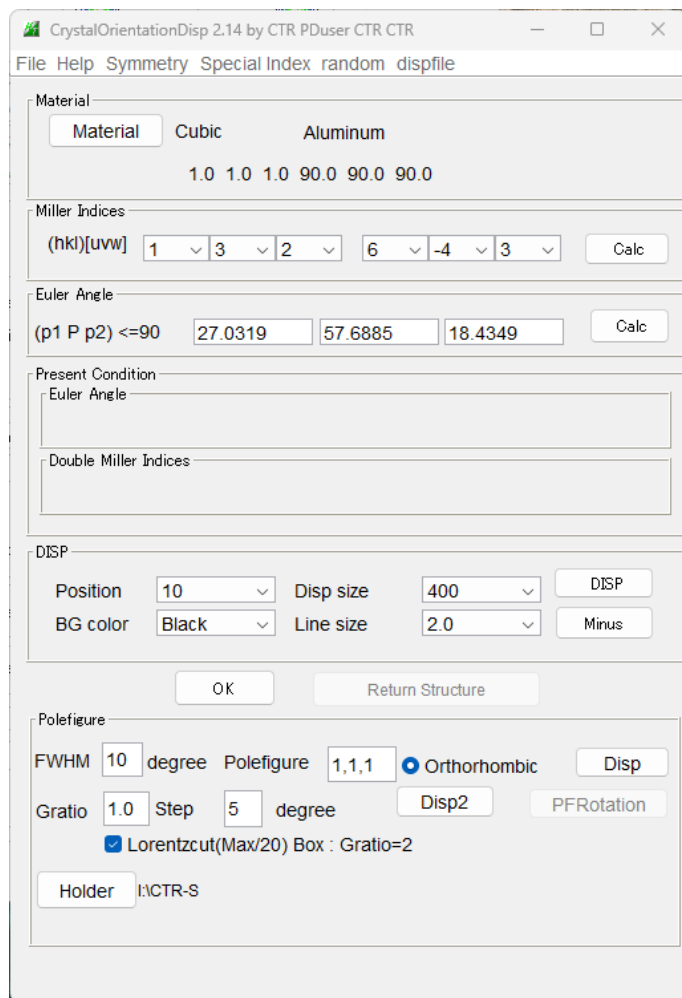 CrystalOrientationDisp 2.14 by CTR PDuser CTR CTR
File Help Symmetry Special Index random dispfile
Material
Material Cubic Aluminum
1.0 1.0 1.0 90.0 90.0 90.0
Miller Indices
(hkl)[uvw] 1 3 2 6 -4 3 Calc
Euler Angle
(p1 P p2) <=90 27.0319 57.6885 18.4349 Calc
Present Condition
Euler Angle
Double Miller Indices
DISP
Position 10 Disp size 400 DISP
BG color Black Line size 2.0 Minus
OK Return Structure
Polefigure
FWHM 10 degree Polefigure 1,1,1 Orthorhombic Disp
Gratio 1.0 Step 5 degree Disp2 PFRotation
Lorentzcut(Max/20) Box : Gratio=2
Holder I:\CTR-S